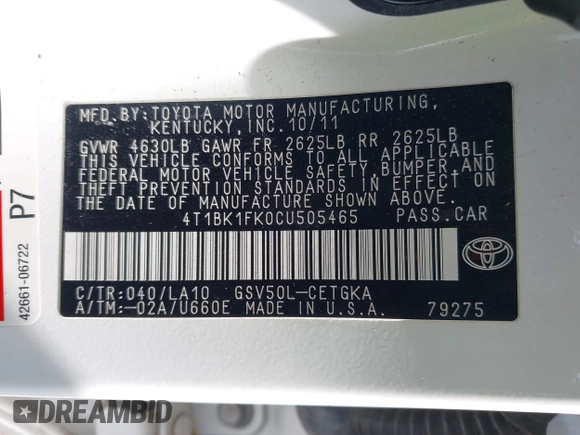 MFD. BY:TOYOTA MOTOR MANUFACTURING,
KENTUCKY, INC. 10/11
GVWR 4630LB GAWR FR 2625LB RR 2625LB
THIS VEHICLE CONFORMS TO ALL APPLICABLE
FEDERAL MOTOR VEHICLE SAFETY,BUMPER,AND
THEFT PREVENTION STANDARDS IN EFFECT ON
THE DATE OF MANUFACTURE SHOWN ABOVE.
4T1BK1FK0CU505465 PASS.CAR
C/TR:040/LA10 GSV50L-CETGKA
A/TM:-02A/U660E MADE IN U.S.A. 79275
TOYOTA
P7
42661-06722
DREAMBID